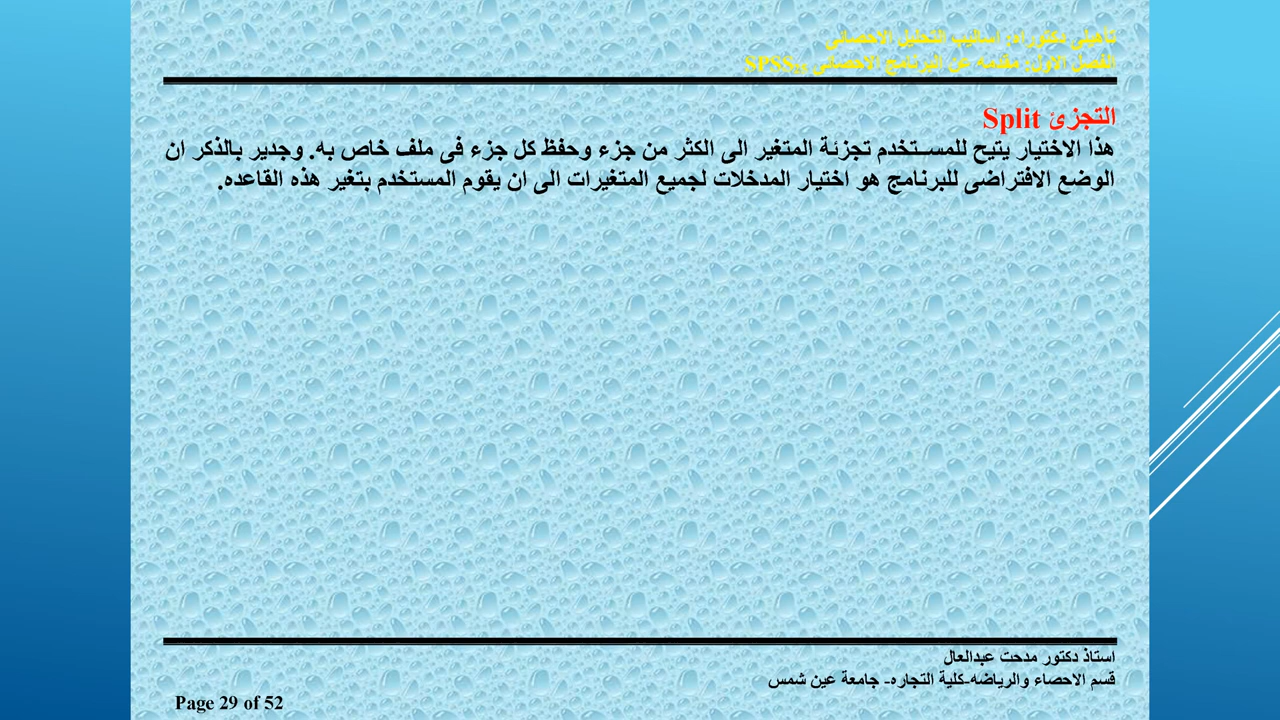 تأهيلى دكتوراه: اساليب التحليل الاحصائى
الفصل الاول: مقدمه عن البرنامج الاحصائى SPSS
التجزئ Split
هذا الاختيار يتيح للمستخدم تجزئة المتغير الى الكثر من جزء وحفظ كل جزء فى ملف خاص به. وجدير بالذكر ان
الوضع الافتراضى للبرنامج هو اختيار المدخلات لجميع المتغيرات الى ان يقوم المستخدم بتغير هذه القاعده.
استاذ دكتور مدحت عبدالعال
قسم الاحصاء والرياضه-كلية التجاره- جامعة عين شمس
Page 29 of 52